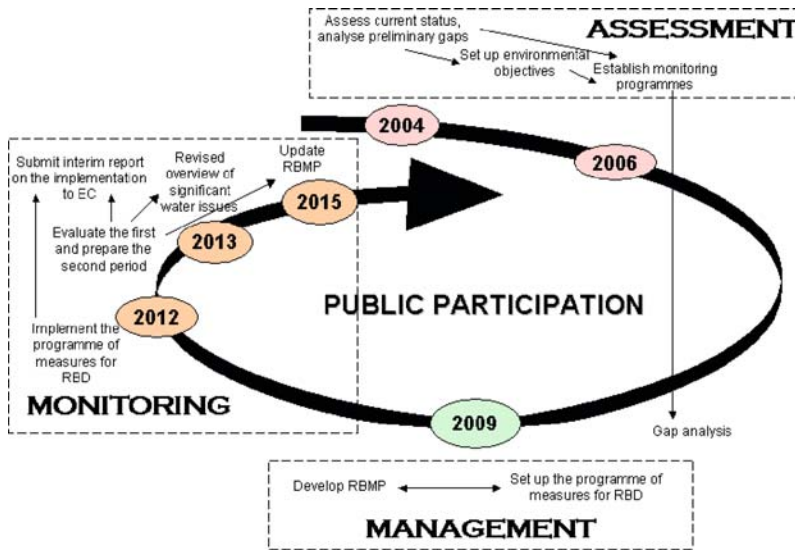 Assess current status,
analyse preliminary gaps
ASSESSMENT
Set up environmental
objectives
Establish monitoring
programmes
2004
2006
Submit interim report
on the implementation
to EC
Revised
overview of
significant
water issues
Update
RBMP
2015
Evaluate the first
and prepare the
second period
2013
PUBLIC PARTICIPATION
2012
Implement the
programme of
measures for
RBD
MONITORING
2009
Gap analysis
Develop RBMP
Set up the programme of
measures for RBD
MANAGEMENT